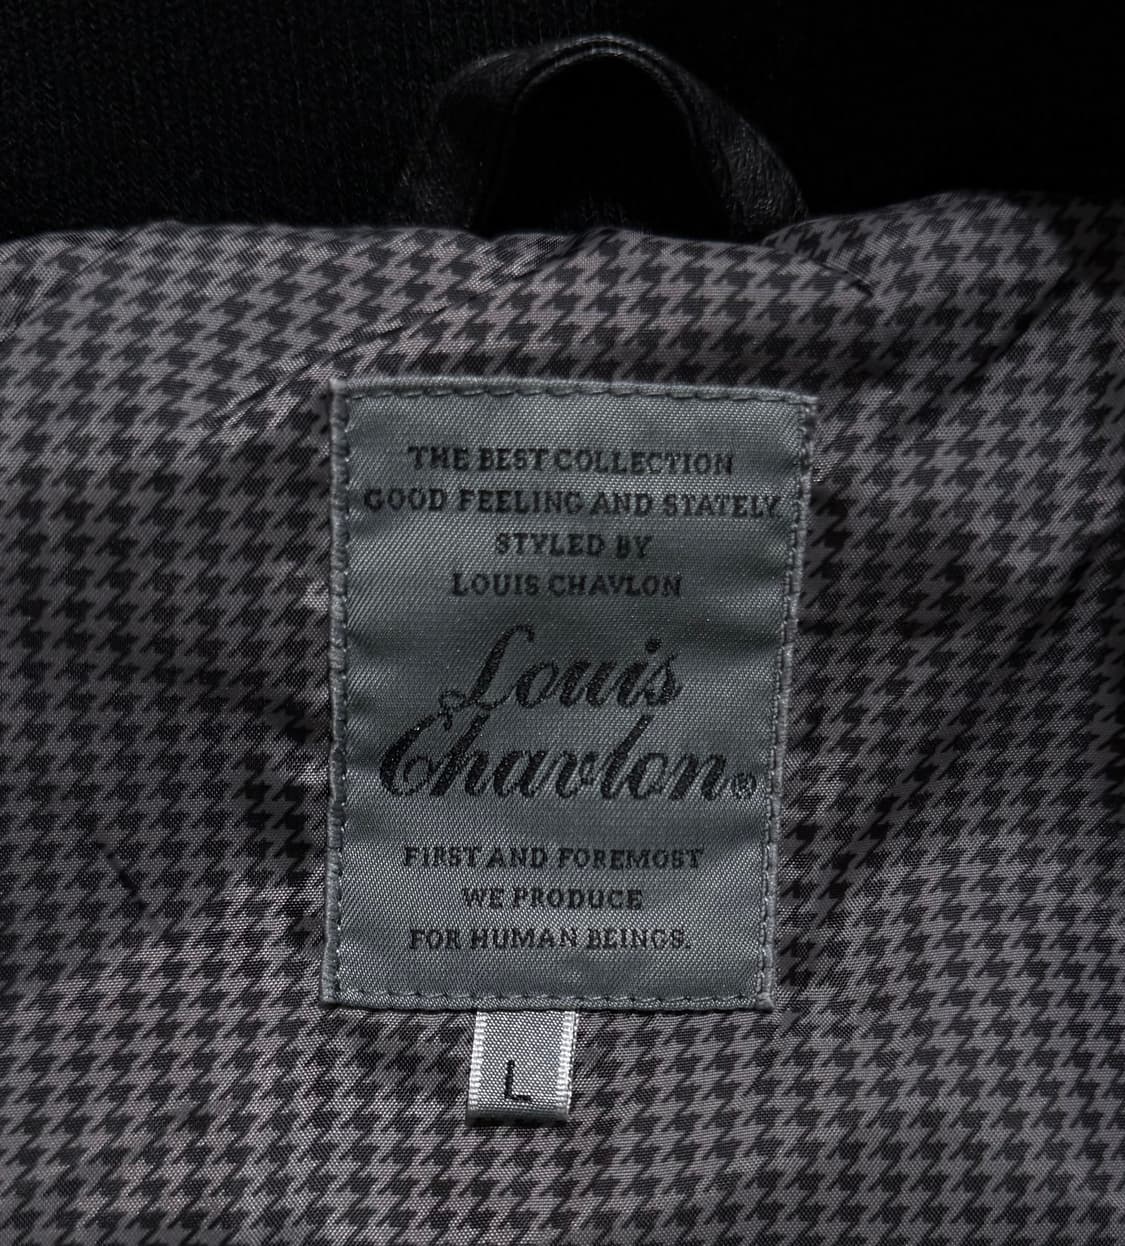 THE BEST COLLECTION
GOOD FEELING AND STATELY.
STYLED BY
LOUIS CHAVLON
Louis
Chavlon®
FIRST AND FOREMOST
WE PRODUCE
FOR HUMAN BEINGS.
L